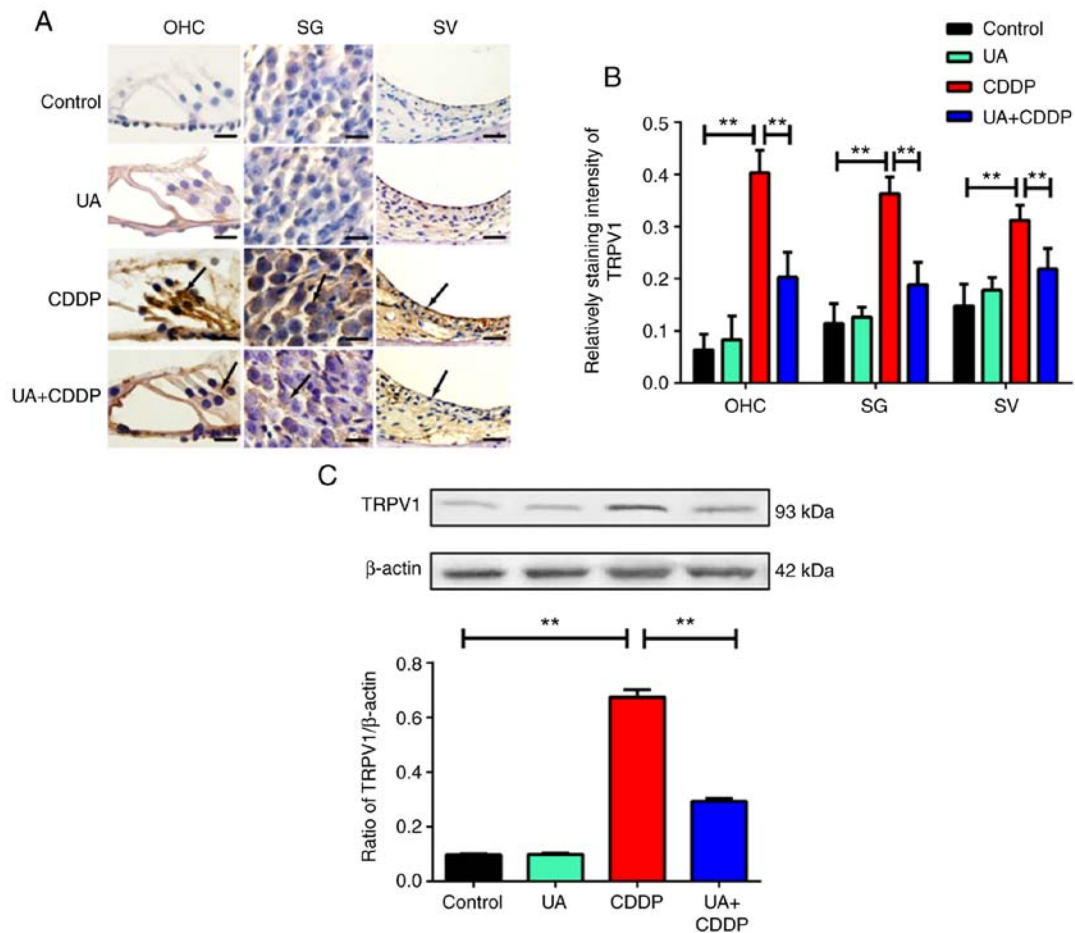 A
OHC SG SV
Control
UA
CDDP
UA+CDDP
B
Control
UA
CDDP
UA+CDDP
Relatively staining intensity of
TRPV1
0.5
0.4
0.3
0.2
0.1
0.0
** ** ** ** ** **
OHC SG SV
C
TRPV1 93 kDa
β-actin 42 kDa
** **
Ratio of TRPV1/β-actin
0.8
0.6
0.4
0.2
0.0
Control UA CDDP UA+
CDDP